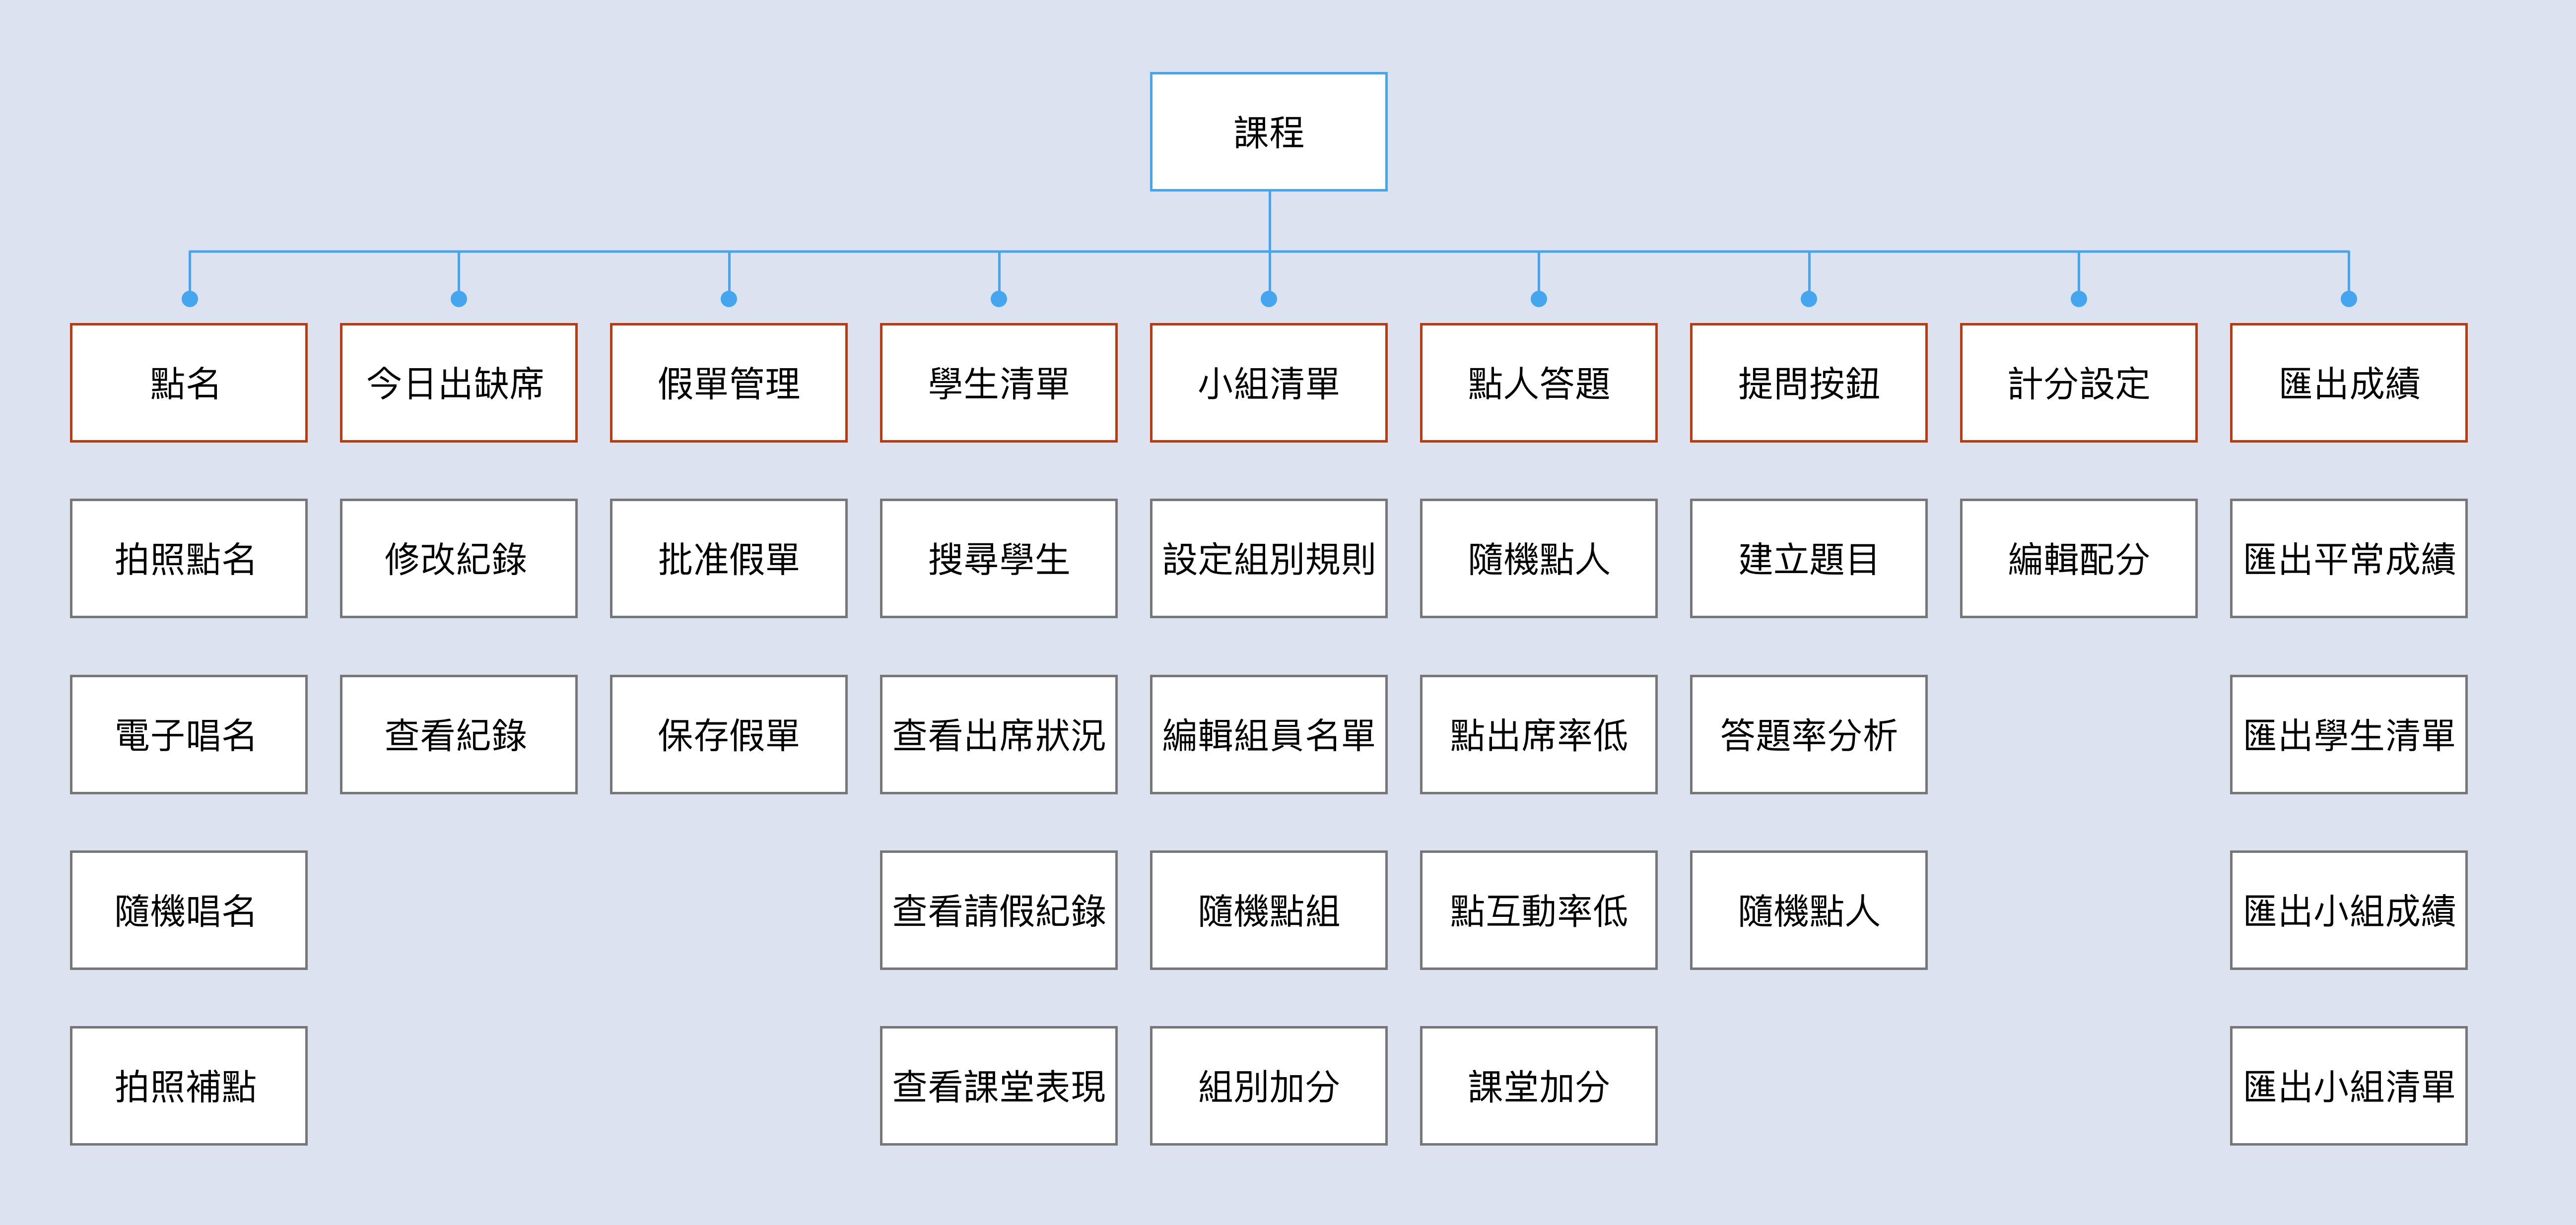 課程
點名
今日出缺席
假單管理
學生清單
小組清單
點人答題
提問按鈕
計分設定
匯出成績
拍照點名
修改紀錄
批准假單
搜尋學生
設定組別規則
隨機點人
建立題目
編輯配分
匯出平常成績
電子唱名
查看紀錄
保存假單
查看出席狀況
編輯組員名單
點出席率低
答題率分析
匯出學生清單
隨機唱名
查看請假紀錄
隨機點組
點互動率低
隨機點人
匯出小組成績
拍照補點
查看課堂表現
組別加分
課堂加分
匯出小組清單